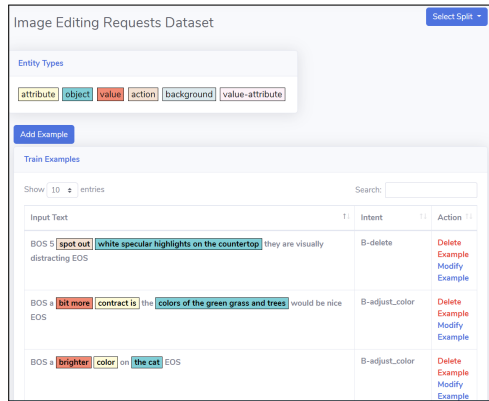 Image Editing Requests Dataset
Select Split
Entity Types
attribute object value action background value-attribute
Add Example
Train Examples
Show 10 entries Search:
Input Text Intent Action
BOS 5 spot out white specular highlights on the countertop they are visually
distracting EOS
B-delete
Delete
Example
Modify
Example
BOS a bit more contract is the colors of the green grass and trees would be nice
EOS
B-adjust_color
Delete
Example
Modify
Example
BOS a brighter color on the cat EOS
B-adjust_color
Delete
Example
Modify
Example